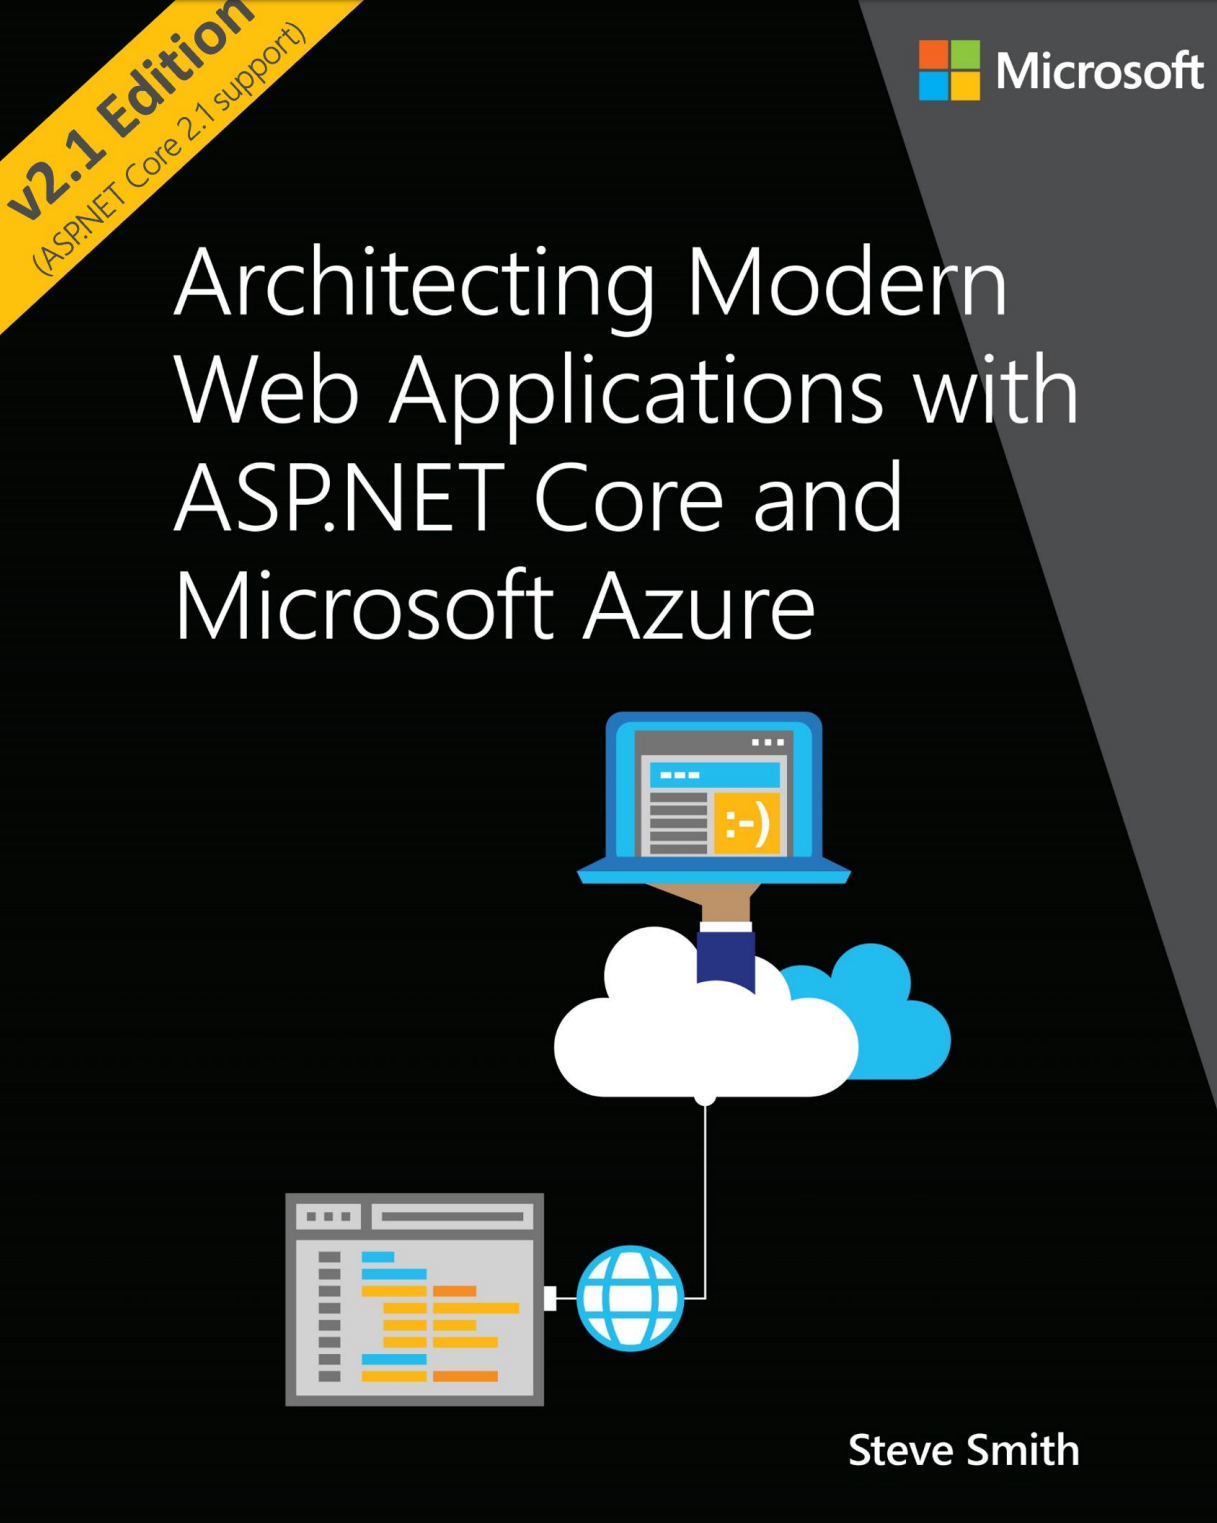 v2.1 Edition
(ASP.NET Core 2.1 support)
Microsoft
Architecting Modern
Web Applications with
ASP.NET Core and
Microsoft Azure
:-)
Steve Smith